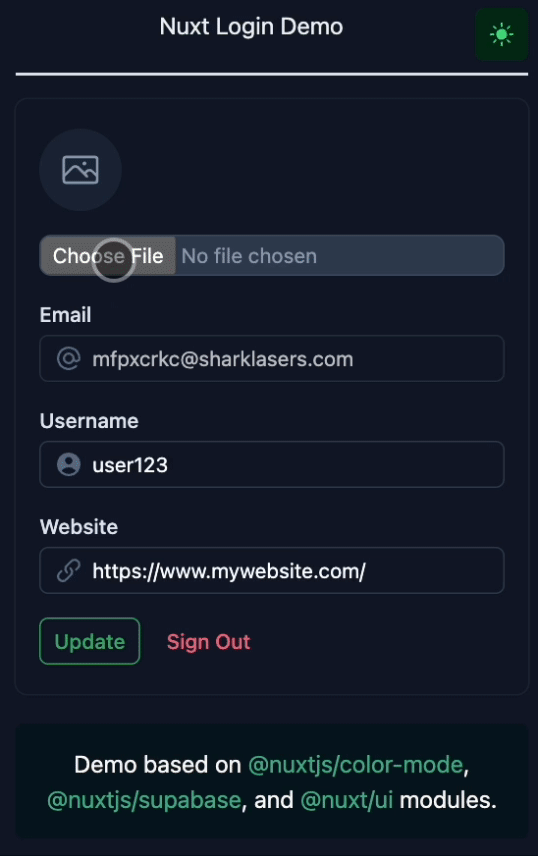 Nuxt Login Demo
Choose File No file chosen
Email
mfpxcrkc@sharklasers.com
Username
user123
Website
https://www.mywebsite.com/
Update Sign Out
Demo based on @nuxtjs/color-mode,
@nuxtjs/supabase, and @nuxt/ui modules.